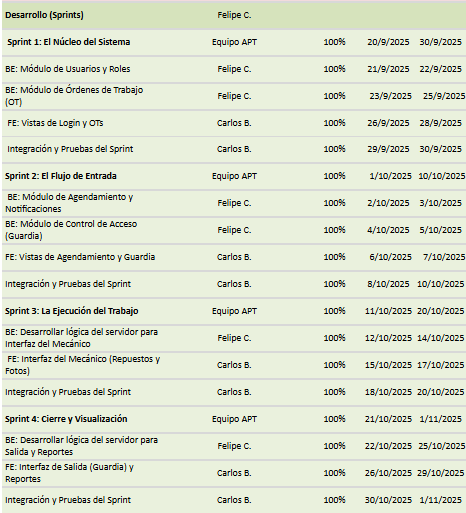 Desarrollo (Sprints) Felipe C.
Sprint 1: El Núcleo del Sistema Equipo APT 100% 20/9/2025 30/9/2025
BE: Módulo de Usuarios y Roles Felipe C. 100% 21/9/2025 22/9/2025
BE: Módulo de Órdenes de Trabajo
(OT) Felipe C. 100% 23/9/2025 25/9/2025
FE: Vistas de Login y OTs Carlos B. 100% 26/9/2025 28/9/2025
Integración y Pruebas del Sprint Carlos B. 100% 29/9/2025 30/9/2025
Sprint 2: El Flujo de Entrada Equipo APT 100% 1/10/2025 10/10/2025
BE: Módulo de Agendamiento y
Notificaciones Felipe C. 100% 2/10/2025 3/10/2025
BE: Módulo de Control de Acceso
(Guardia) Felipe C. 100% 4/10/2025 5/10/2025
FE: Vistas de Agendamiento y Guardia Carlos B. 100% 6/10/2025 7/10/2025
Integración y Pruebas del Sprint Carlos B. 100% 8/10/2025 10/10/2025
Sprint 3: La Ejecución del Trabajo Equipo APT 100% 11/10/2025 20/10/2025
BE: Desarrollar lógica del servidor para
Interfaz del Mecánico Felipe C. 100% 12/10/2025 14/10/2025
FE: Interfaz del Mecánico (Repuestos y
Fotos) Carlos B. 100% 15/10/2025 17/10/2025
Integración y Pruebas del Sprint Carlos B. 100% 18/10/2025 20/10/2025
Sprint 4: Cierre y Visualización Equipo APT 100% 21/10/2025 1/11/2025
BE: Desarrollar lógica del servidor para
Salida y Reportes Felipe C. 100% 22/10/2025 25/10/2025
FE: Interfaz de Salida (Guardia) y
Reportes Carlos B. 100% 26/10/2025 29/10/2025
Integración y Pruebas del Sprint Carlos B. 100% 30/10/2025 1/11/2025